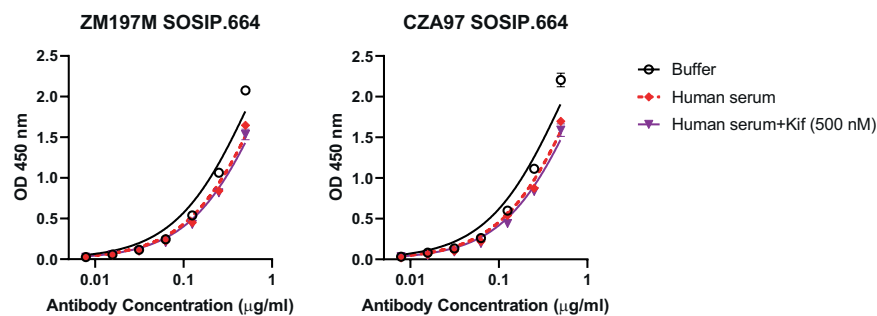 ZM197M SOSIP.664
2.5
2.0
1.5
1.0
0.5
0.0
OD 450 nm
0.01
0.1
1
Antibody Concentration (μg/ml)
CZA97 SOSIP.664
2.5
2.0
1.5
1.0
0.5
0.0
OD 450 nm
0.01
0.1
1
Antibody Concentration (μg/ml)
Buffer
Human serum
Human serum+Kif (500 nM)